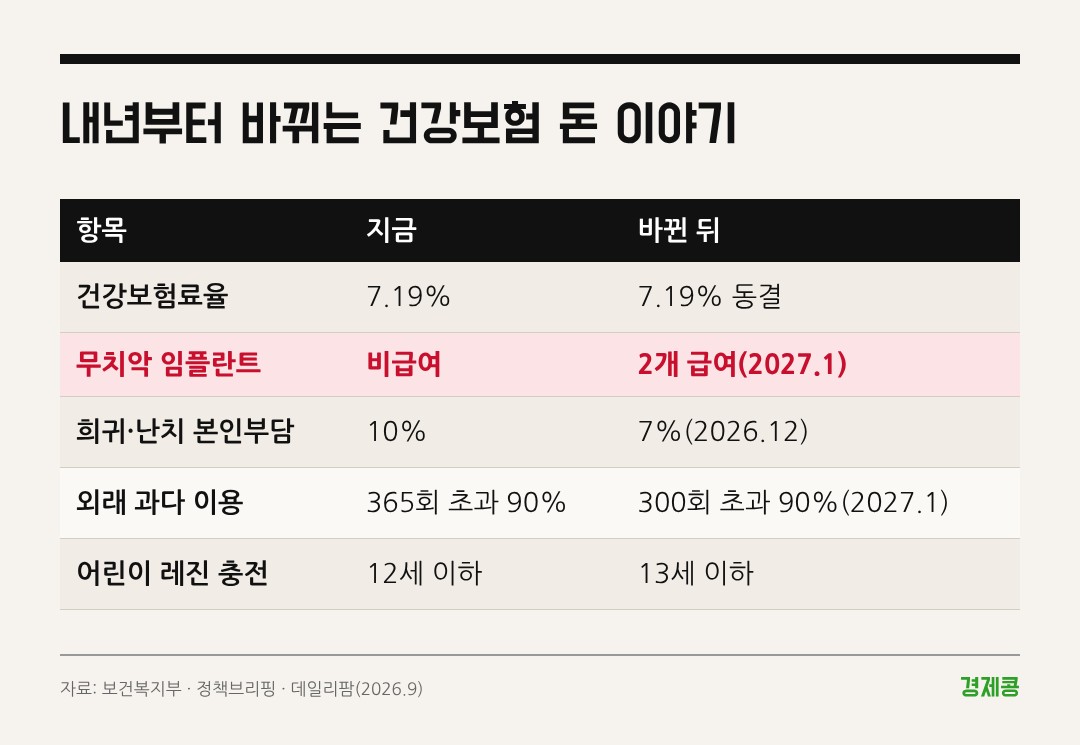 내년부터 바뀌는 건강보험 돈 이야기
항목 지금 바뀐 뒤
건강보험료율 7.19% 7.19% 동결
무치악 임플란트 비급여 2개 급여(2027.1)
희귀·난치 본인부담 10% 7%(2026.12)
외래 과다 이용 365회 초과 90% 300회 초과 90%(2027.1)
어린이 레진 충전 12세 이하 13세 이하
자료: 보건복지부 · 정책브리핑 · 데일리팜(2026.9)
경제콩